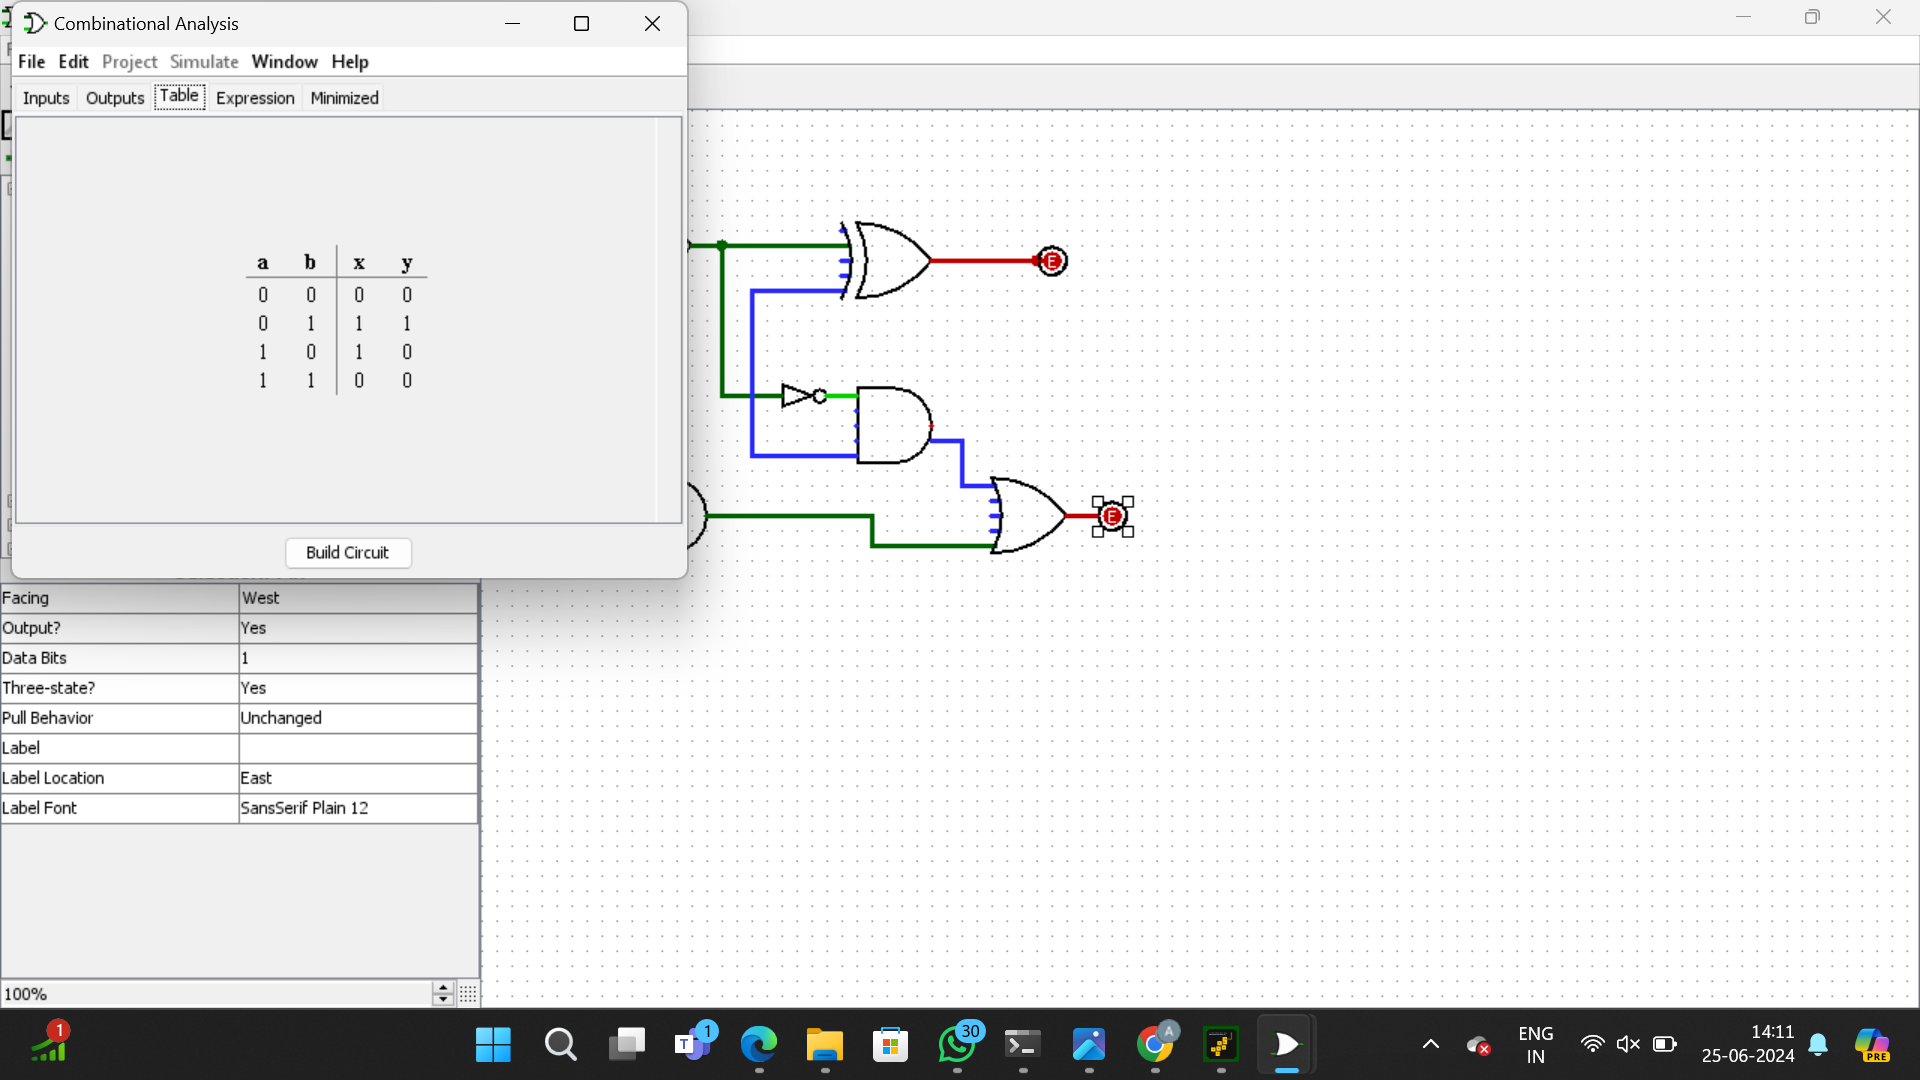 Combinational Analysis
File Edit Project Simulate Window Help
Inputs Outputs Table Expression Minimized
a b x y
0 0 0 0
0 1 1 1
1 0 1 0
1 1 0 0
Build Circuit
E
E
Facing West
Output? Yes
Data Bits 1
Three-state? Yes
Pull Behavior Unchanged
Label
Label Location East
Label Font SansSerif Plain 12
100%
1
1
T
30
A
ENG
IN
14:11
25-06-2024
PRE